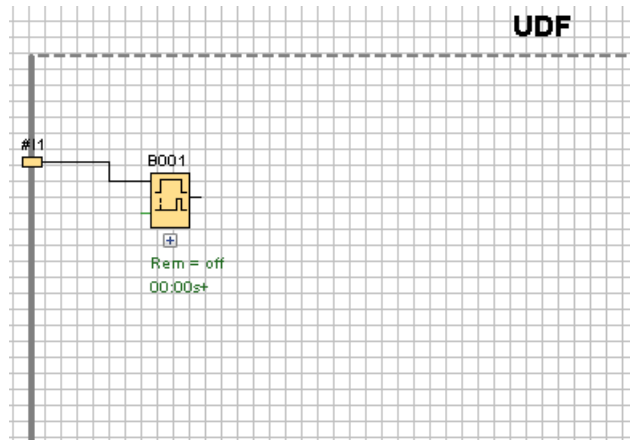 UDF
#I1
B001
Rem = off
00:00s+